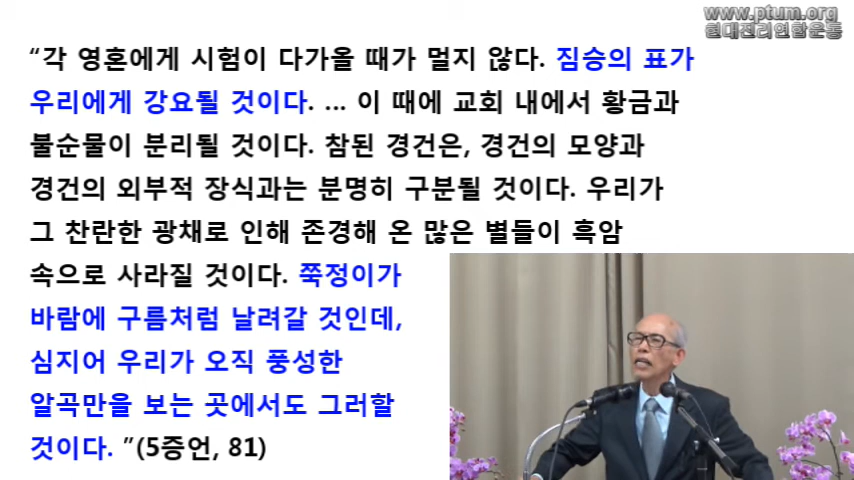 www.ptum.org
현대진리연합운동
“각 영혼에게 시험이 다가올 때가 멀지 않다. 짐승의 표가
우리에게 강요될 것이다. ... 이 때에 교회 내에서 황금과
불순물이 분리될 것이다. 참된 경건은, 경건의 모양과
경건의 외부적 장식과는 분명히 구분될 것이다. 우리가
그 찬란한 광채로 인해 존경해 온 많은 별들이 흑암
속으로 사라질 것이다. 쭉정이가
바람에 구름처럼 날려갈 것인데,
심지어 우리가 오직 풍성한
알곡만을 보는 곳에서도 그러할
것이다. ”(5증언, 81)